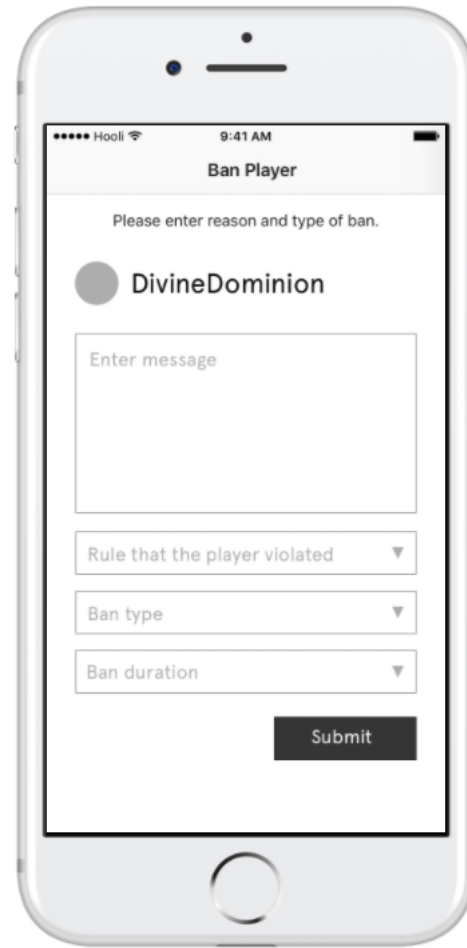 Hooli 9:41 AM
Ban Player
Please enter reason and type of ban.
DivineDominion
Enter message
Rule that the player violated
Ban type
Ban duration
Submit